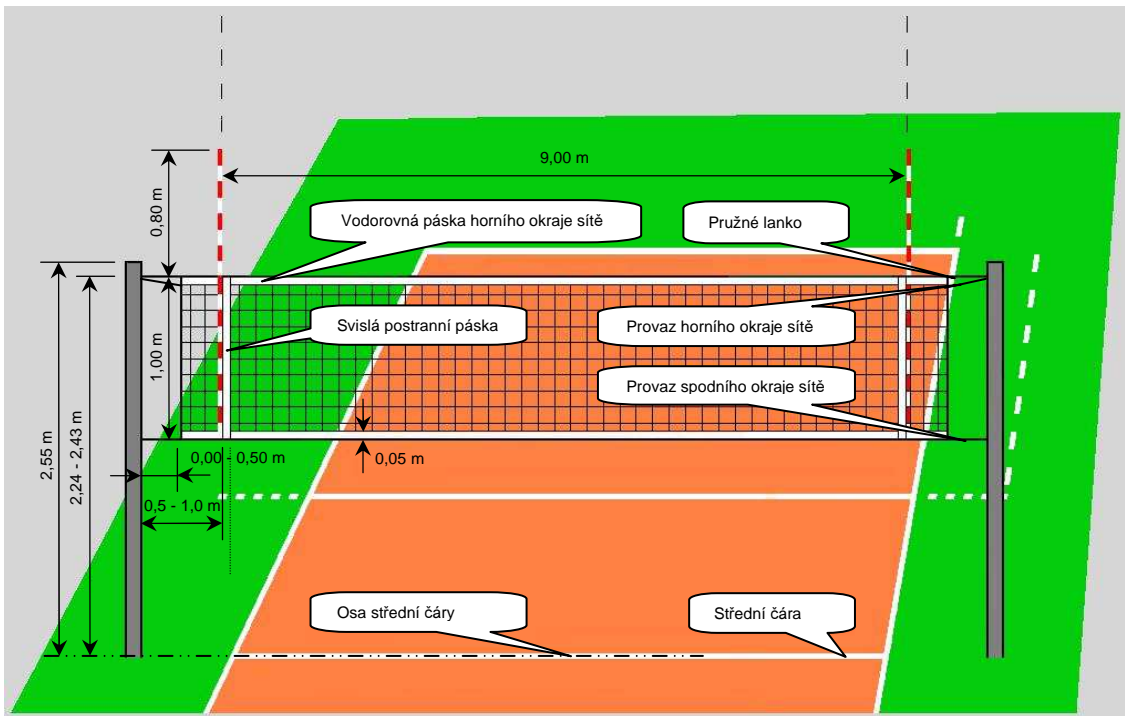 9,00 m
0,80 m
Vodorovná páska horního okraje sítě
Pružné lanko
Svislá postranní páska
Provaz horního okraje sítě
1,00 m
Provaz spodního okraje sítě
2,55 m
2,24 - 2,43 m
0,00 - 0,50 m
0,05 m
0,5 - 1,0 m
Osa střední čáry
Střední čára